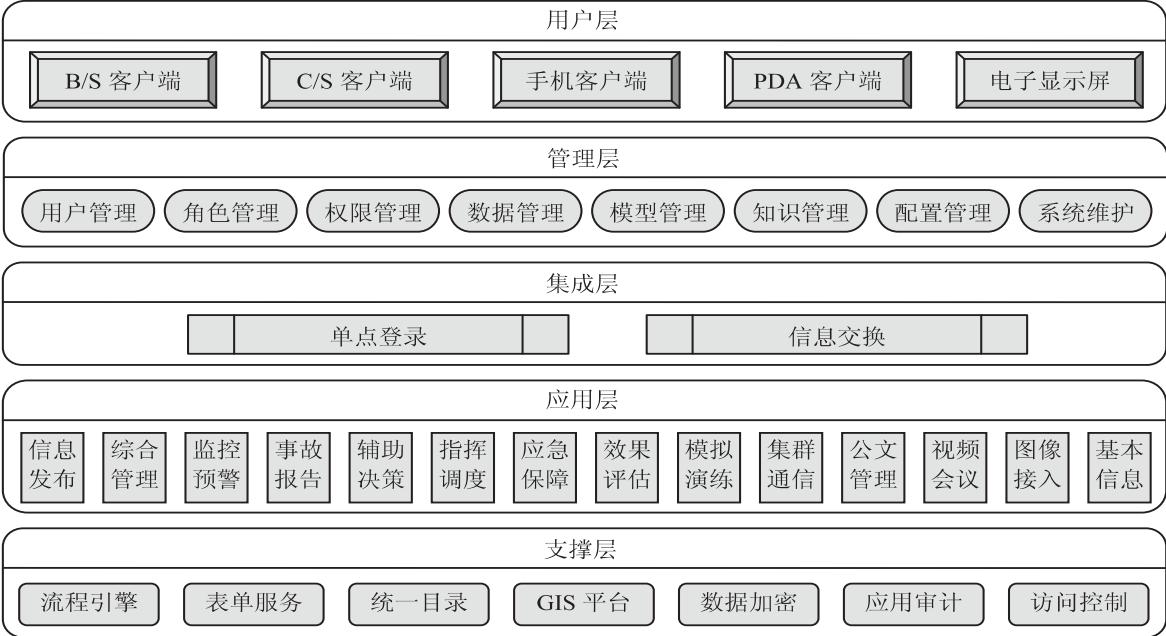 用户层
B/S 客户端 C/S 客户端 手机客户端 PDA 客户端 电子显示屏
管理层
用户管理 角色管理 权限管理 数据管理 模型管理 知识管理 配置管理 系统维护
集成层
单点登录 信息交换
应用层
信息 综合 监控 事故 辅助 指挥 应急 效果 模拟 集群 公文 视频 图像 基本
发布 管理 预警 报告 决策 调度 保障 评估 演练 通信 管理 会议 接入 信息
支撑层
流程引擎 表单服务 统一目录 GIS 平台 数据加密 应用审计 访问控制